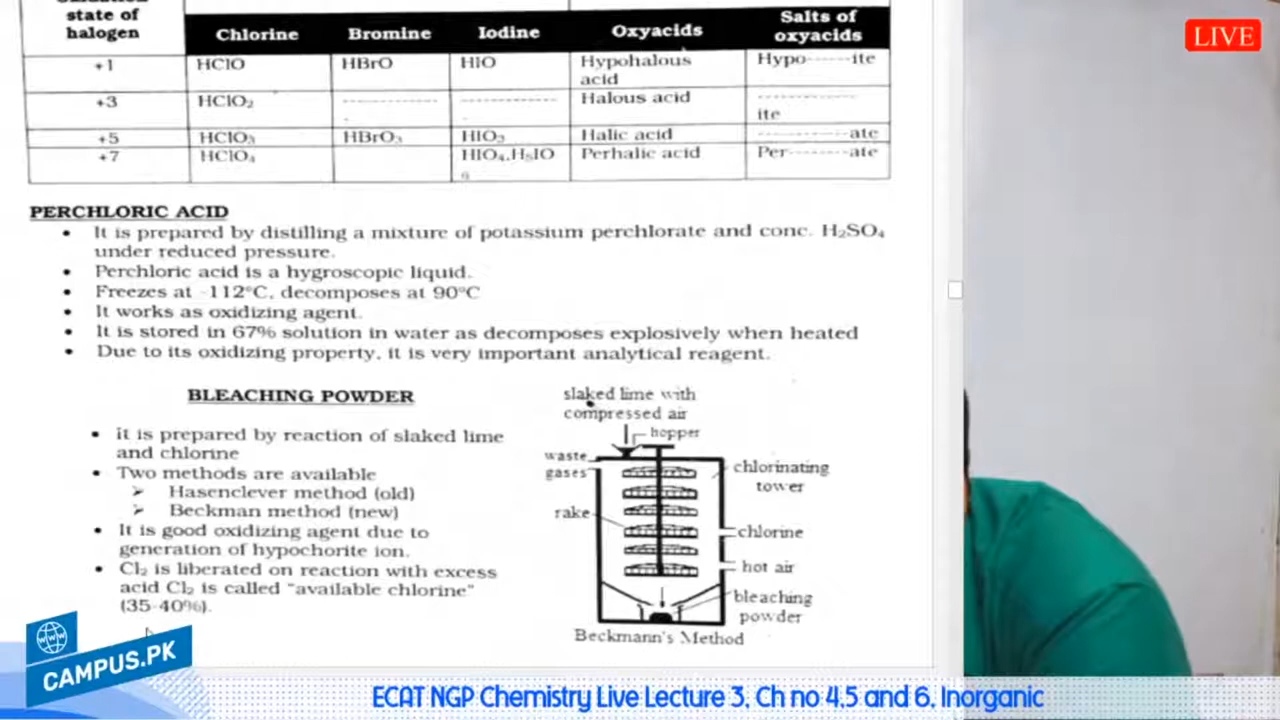 state of
halogen
Chlorine Bromine Iodine Oxyacids Salts of oxyacids
+1 HClO HBrO HiO Hypohalous acid Hypo-------ite
+3 HClO₂ ------------ ------------ Halous acid ------------ ite
+5 HClO₃ HBrO₃ HIO₃ Halic acid ------------ate
+7 HClO₄ HIO₄.H₅IO₆ Perhalic acid Per---------ate
PERCHLORIC ACID
• It is prepared by distilling a mixture of potassium perchlorate and conc. H₂SO₄
under reduced pressure.
• Perchloric acid is a hygroscopic liquid.
• Freezes at -112°C, decomposes at 90°C
• It works as oxidizing agent.
• It is stored in 67% solution in water as decomposes explosively when heated
• Due to its oxidizing property, it is very important analytical reagent.
BLEACHING POWDER
• it is prepared by reaction of slaked lime
and chlorine
• Two methods are available
➢ Hasenclever method (old)
➢ Beckman method (new)
• It is good oxidizing agent due to
generation of hypochorite ion.
• Cl₂ is liberated on reaction with excess
acid Cl₂ is called "available chlorine"
(35-40%).
slaked lime with
compressed air
hopper
waste
gases
chlorinating
tower
rake
chlorine
hot air
bleaching
powder
Beckmann's Method
LIVE
www
CAMPUS.PK
ECAT NGP Chemistry Live Lecture 3, Ch no 4,5 and 6, Inorganic